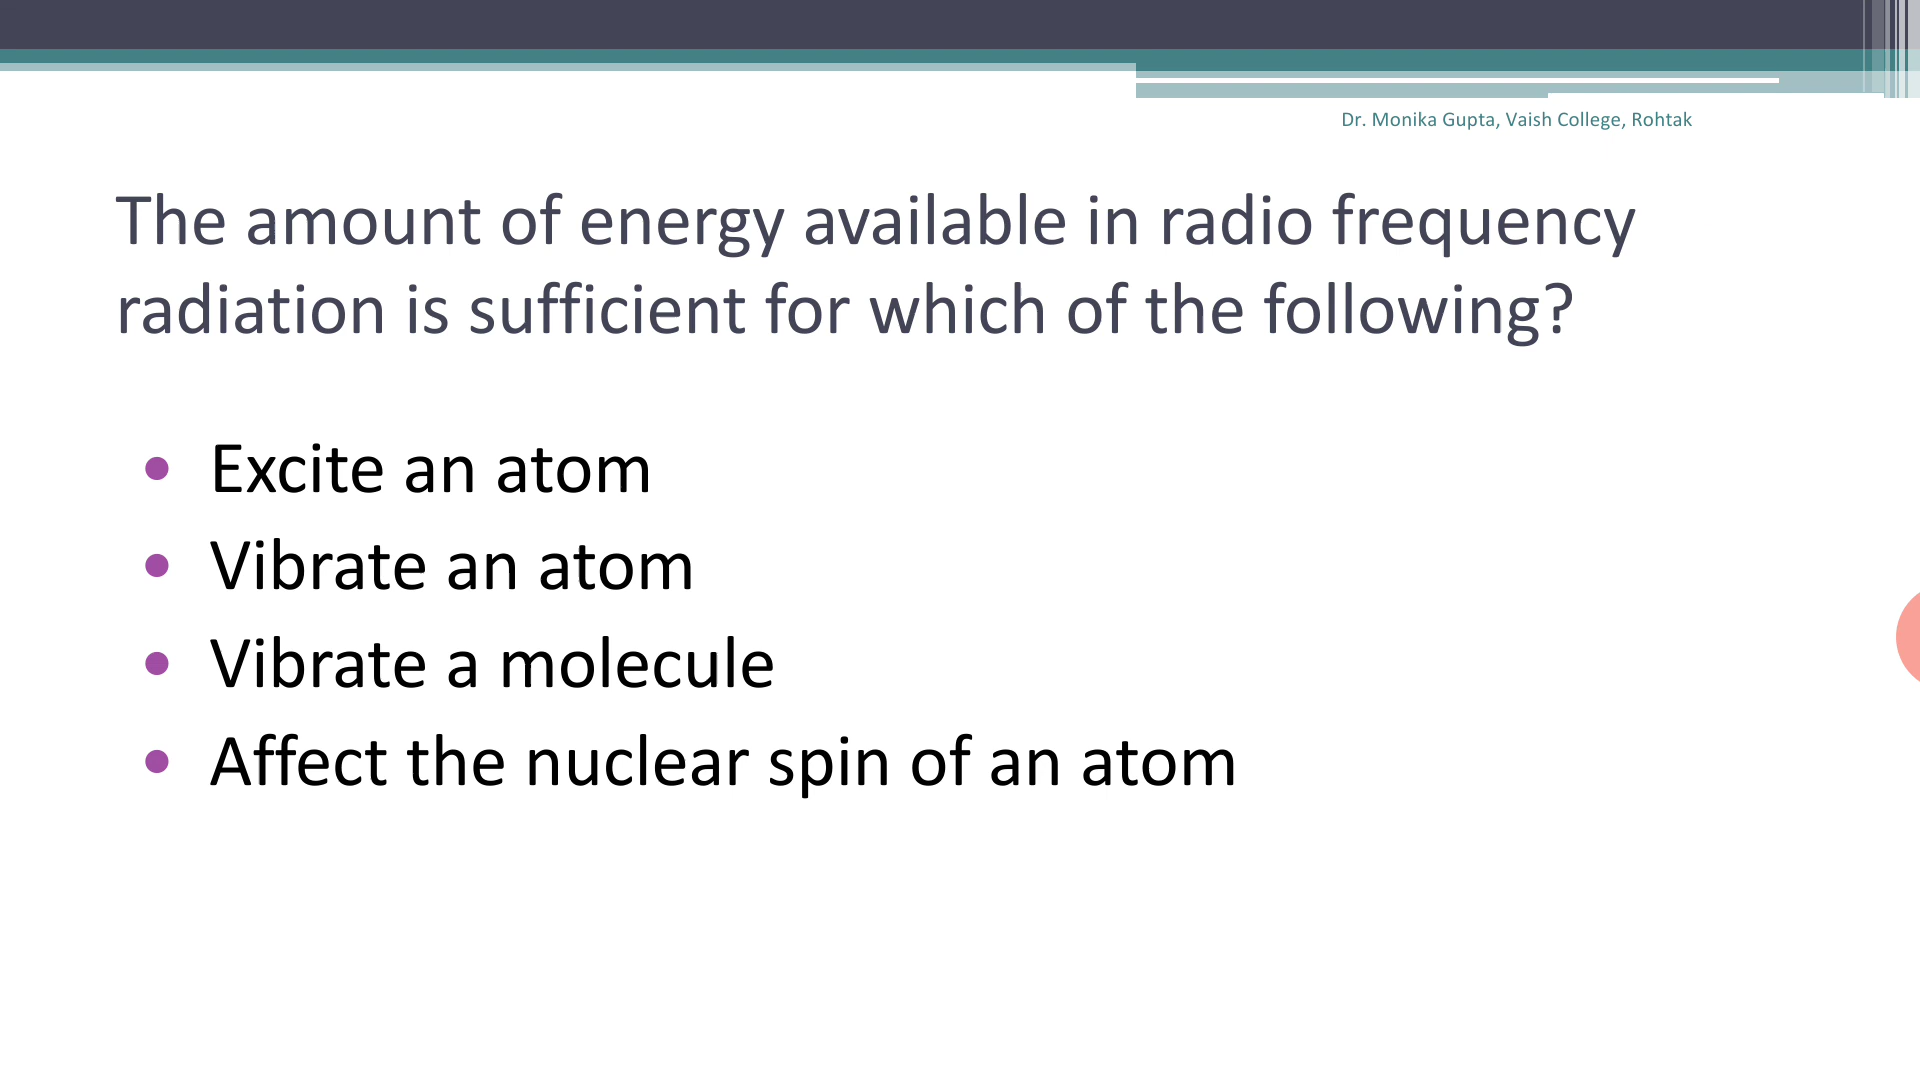 Dr. Monika Gupta, Vaish College, Rohtak
The amount of energy available in radio frequency
radiation is sufficient for which of the following?
• Excite an atom
• Vibrate an atom
• Vibrate a molecule
• Affect the nuclear spin of an atom